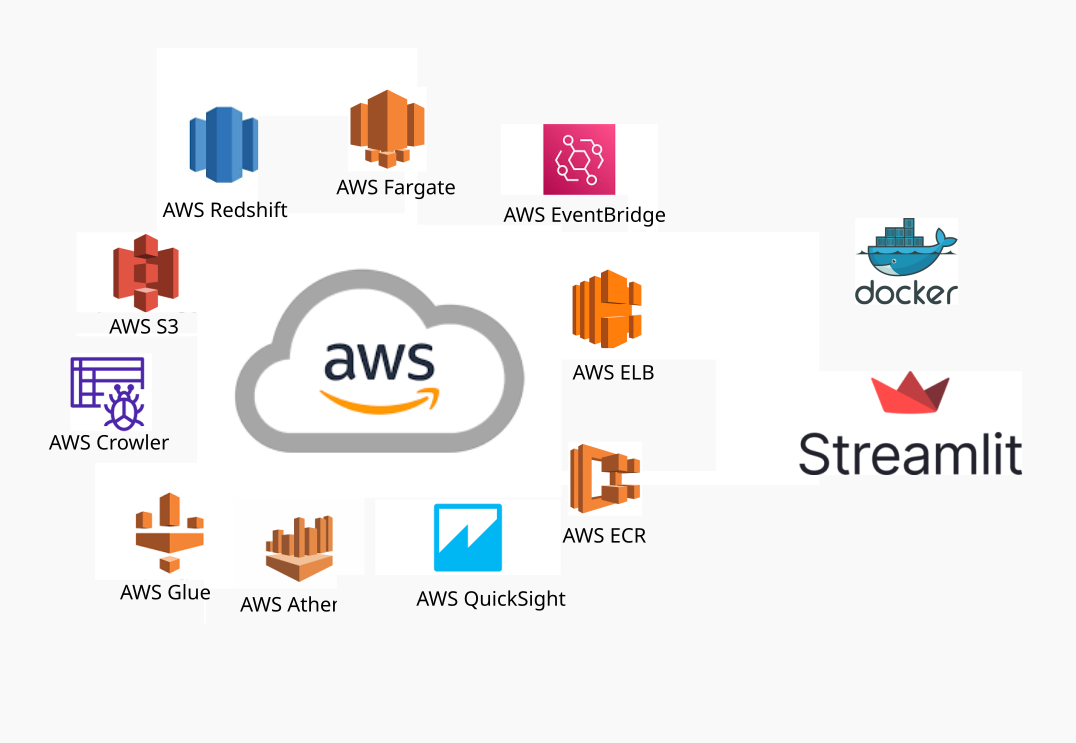 AWS Fargate
AWS Redshift
AWS EventBridge
docker
AWS S3
aws
AWS ELB
AWS Crowler
Streamlit
AWS ECR
AWS Glue
AWS QuickSight
AWS Ather